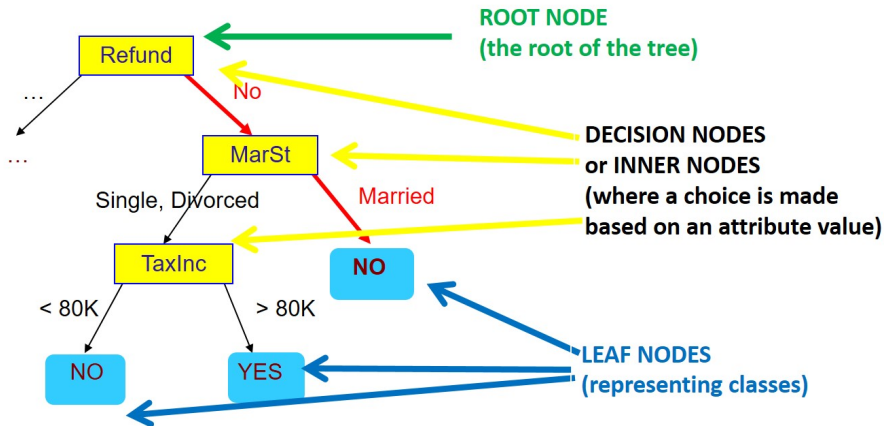 ROOT NODE
(the root of the tree)
Refund
...
No
...
MarSt
DECISION NODES
or INNER NODES
(where a choice is made
based on an attribute value)
Single, Divorced
Married
TaxInc
NO
< 80K
> 80K
NO
YES
LEAF NODES
(representing classes)